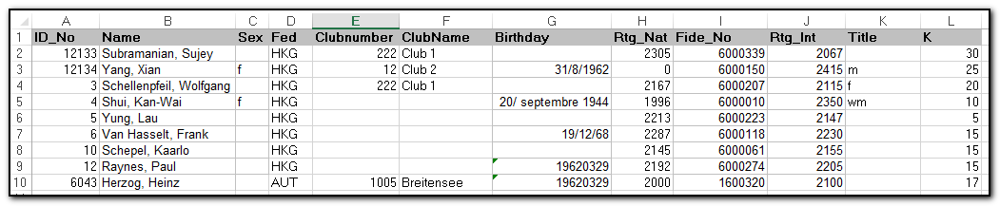 A B C D E F G H I J K L
1 ID_No Name Sex Fed Clubnumber ClubName Birthday Rtg_Nat Fide_No Rtg_Int Title K
2 12133 Subramanian, Sujey HKG 222 Club 1 2305 6000339 2067 30
3 12134 Yang, Xian f HKG 12 Club 2 31/8/1962 0 6000150 2415 m 25
4 3 Schellenpfeil, Wolfgang HKG 222 Club 1 2167 6000207 2115 f 20
5 4 Shui, Kan-Wai f HKG 20/ septembre 1944 1996 6000010 2350 wm 10
6 5 Yung, Lau HKG 2213 6000223 2147 5
7 6 Van Hasselt, Frank HKG 19/12/68 2287 6000118 2230 15
8 10 Schepel, Kaarlo HKG 2145 6000061 2155 15
9 12 Raynes, Paul HKG 19620329 2192 6000274 2205 15
10 6043 Herzog, Heinz AUT 1005 Breitensee 19620329 2000 1600320 2100 17